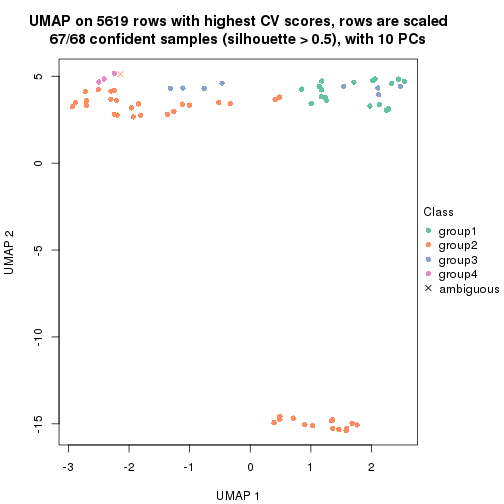 UMAP on 5619 rows with highest CV scores, rows are scaled
67/68 confident samples (silhouette > 0.5), with 10 PCs
5
0
-5
-10
-15
UMAP 2
-3
-2
-1
0
1
2
UMAP 1
Class
group1
group2
group3
group4
ambiguous